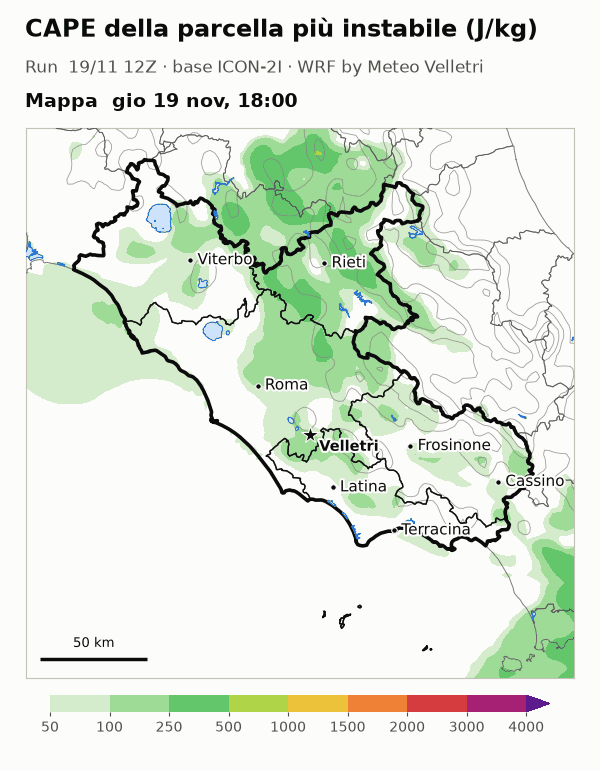 CAPE della parcella più instabile (J/kg)
Run 19/11 12Z · base ICON-2I · WRF by Meteo Velletri
Mappa gio 19 nov, 18:00
Viterbo
Rieti
Roma
Velletri
Frosinone
Latina
Cassino
Terracina
50 km
50 100 250 500 1000 1500 2000 3000 4000